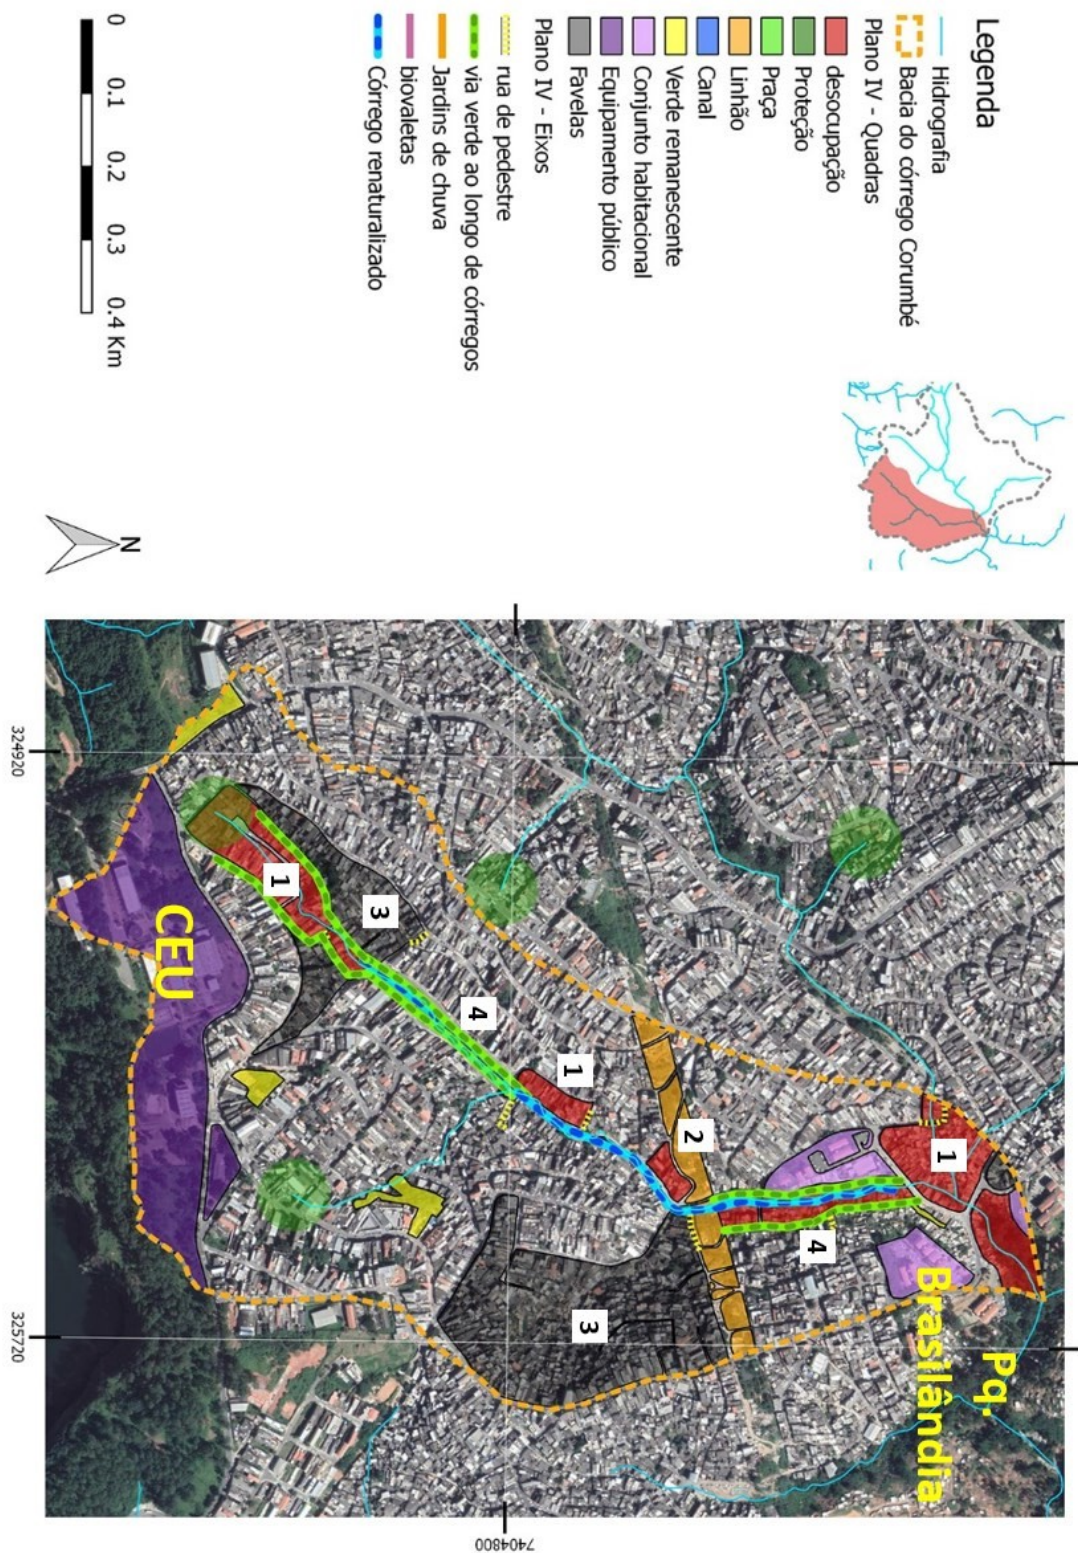 Legenda
Hidrografia
Bacia do córrego Corumbé
Plano IV - Quadras
desocupação
Proteção
Praça
Linhão
Canal
Verde remanescente
Conjunto habitacional
Equipamento público
Favelas
Plano IV - Eixos
rua de pedestre
via verde ao longo de córregos
Jardins de chuva
biovaletas
Córrego renaturalizado
0 0.1 0.2 0.3 0.4 Km
N
324920
325720
7404800
1
3
4
1
2
1
4
3
CEU
Pq.
Brasilândia